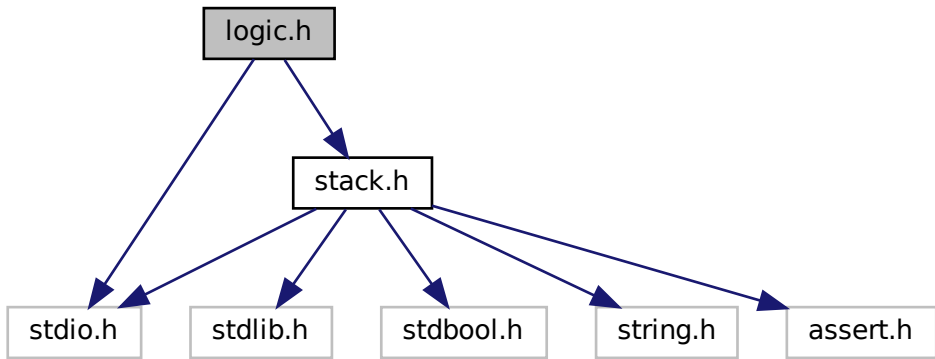 logic.h
stack.h
stdio.h
stdlib.h
stdbool.h
string.h
assert.h